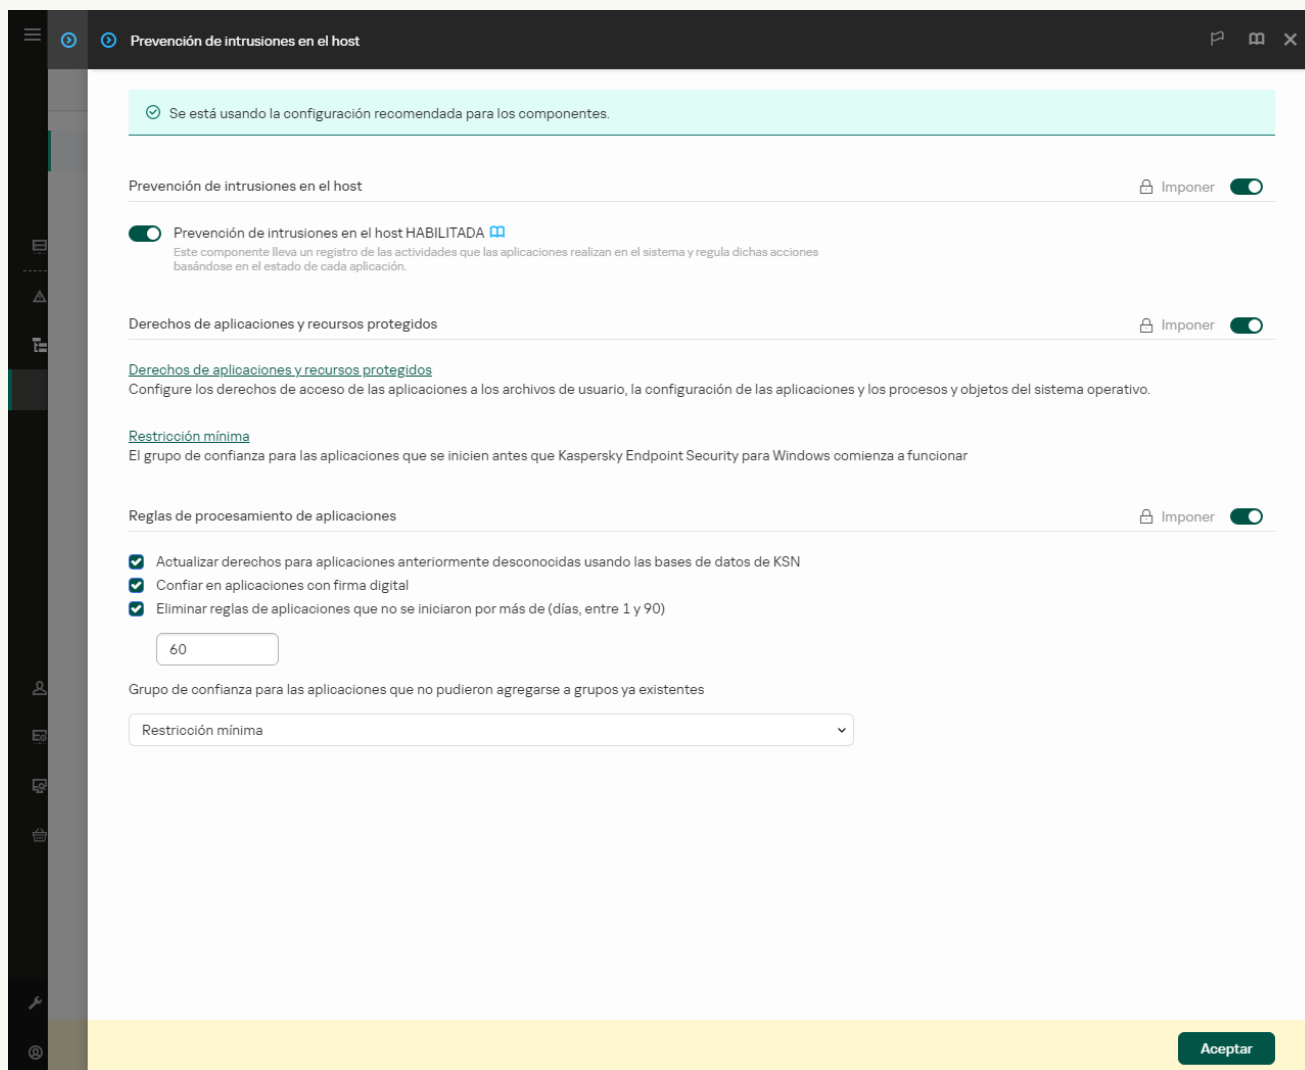 Prevención de intrusiones en el host
Se está usando la configuración recomendada para los componentes.
Prevención de intrusiones en el host
Imponer
Prevención de intrusiones en el host HABILITADA
Este componente lleva un registro de las actividades que las aplicaciones realizan en el sistema y regula dichas acciones
basándose en el estado de cada aplicación.
Derechos de aplicaciones y recursos protegidos
Imponer
Derechos de aplicaciones y recursos protegidos
Configure los derechos de acceso de las aplicaciones a los archivos de usuario, la configuración de las aplicaciones y los procesos y objetos del sistema operativo.
Restricción mínima
El grupo de confianza para las aplicaciones que se inicien antes que Kaspersky Endpoint Security para Windows comienza a funcionar
Reglas de procesamiento de aplicaciones
Imponer
Actualizar derechos para aplicaciones anteriormente desconocidas usando las bases de datos de KSN
Confiar en aplicaciones con firma digital
Eliminar reglas de aplicaciones que no se iniciaron por más de (días, entre 1 y 90)
60
Grupo de confianza para las aplicaciones que no pudieron agregarse a grupos ya existentes
Restricción mínima
Aceptar